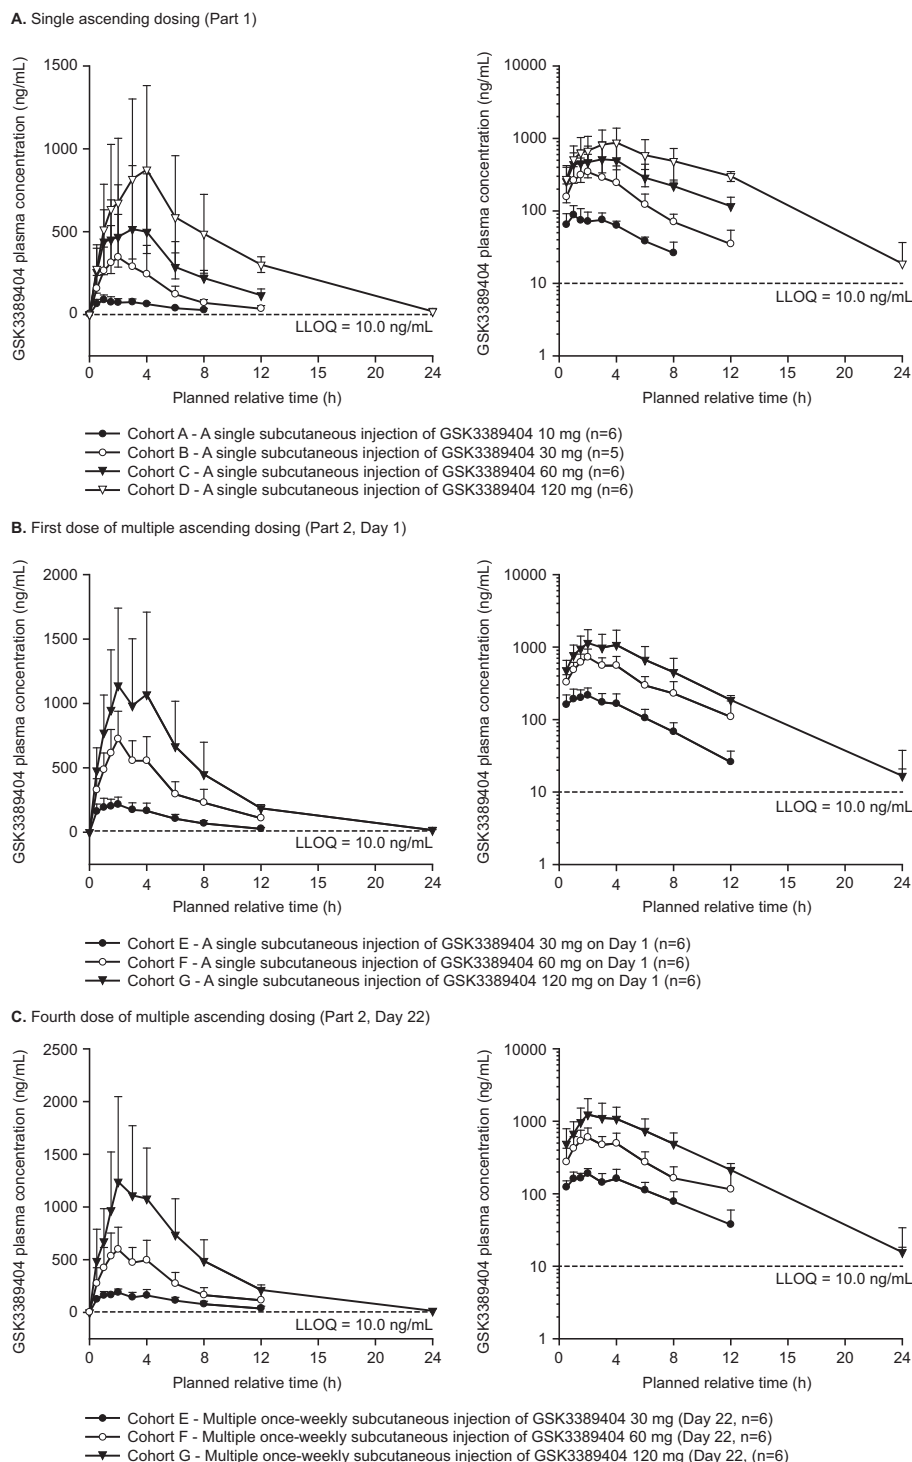 A. Single ascending dosing (Part 1)
GSK3389404 plasma concentration (ng/mL)
1500
1000
500
0
LLOQ = 10.0 ng/mL
0 4 8 12 16 20 24
Planned relative time (h)
GSK3389404 plasma concentration (ng/mL)
10000
1000
100
10
1
LLOQ = 10.0 ng/mL
0 4 8 12 16 20 24
Planned relative time (h)
Cohort A - A single subcutaneous injection of GSK3389404 10 mg (n=6)
Cohort B - A single subcutaneous injection of GSK3389404 30 mg (n=5)
Cohort C - A single subcutaneous injection of GSK3389404 60 mg (n=6)
Cohort D - A single subcutaneous injection of GSK3389404 120 mg (n=6)
B. First dose of multiple ascending dosing (Part 2, Day 1)
GSK3389404 plasma concentration (ng/mL)
2000
1500
1000
500
0
LLOQ = 10.0 ng/mL
0 4 8 12 16 20 24
Planned relative time (h)
GSK3389404 plasma concentration (ng/mL)
10000
1000
100
10
1
LLOQ = 10.0 ng/mL
0 4 8 12 16 20 24
Planned relative time (h)
Cohort E - A single subcutaneous injection of GSK3389404 30 mg on Day 1 (n=6)
Cohort F - A single subcutaneous injection of GSK3389404 60 mg on Day 1 (n=6)
Cohort G - A single subcutaneous injection of GSK3389404 120 mg on Day 1 (n=6)
C. Fourth dose of multiple ascending dosing (Part 2, Day 22)
GSK3389404 plasma concentration (ng/mL)
2500
2000
1500
1000
500
0
LLOQ = 10.0 ng/mL
0 4 8 12 16 20 24
Planned relative time (h)
GSK3389404 plasma concentration (ng/mL)
10000
1000
100
10
1
LLOQ = 10.0 ng/mL
0 4 8 12 16 20 24
Planned relative time (h)
Cohort E - Multiple once-weekly subcutaneous injection of GSK3389404 30 mg (Day 22, n=6)
Cohort F - Multiple once-weekly subcutaneous injection of GSK3389404 60 mg (Day 22, n=6)
Cohort G - Multiple once-weekly subcutaneous injection of GSK3389404 120 mg (Day 22, (n=6)